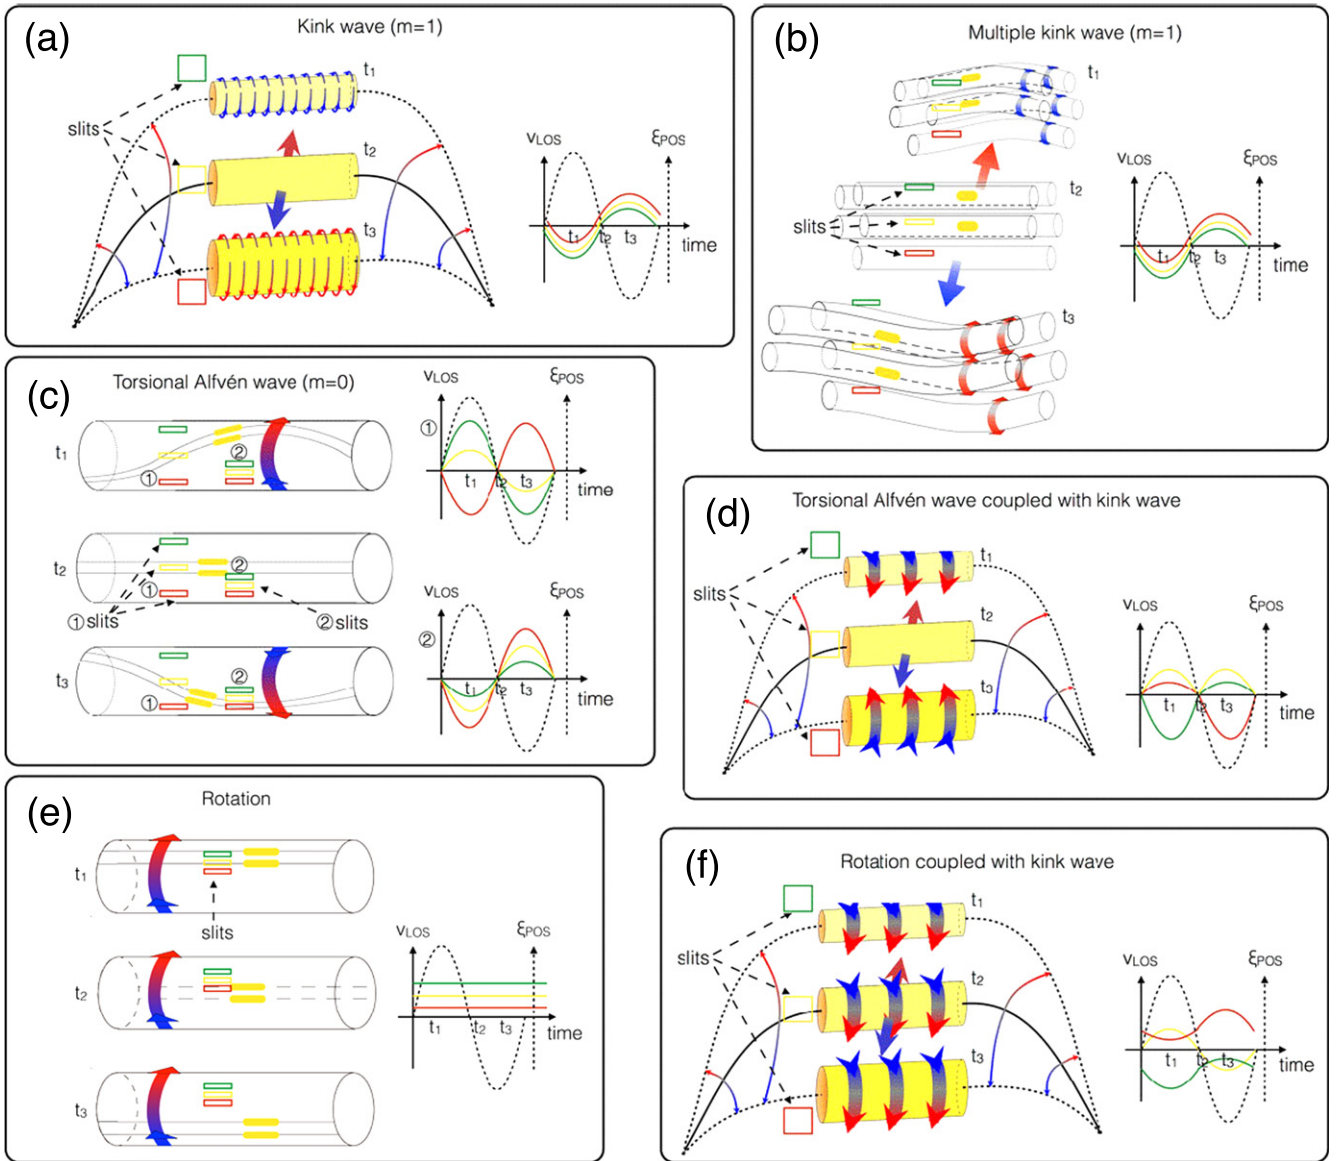 (a)
Kink wave (m=1)
t1
slits
t2
t3
vLOS
ξPOS
t1
t2
t3
time
(b)
Multiple kink wave (m=1)
t1
t2
slits
t3
vLOS
ξPOS
t1
t2
t3
time
(c)
Torsional Alfvén wave (m=0)
t1
①
②
t2
①
②
①slits
②slits
t3
①
②
vLOS
ξPOS
①
t1
t2
t3
time
vLOS
ξPOS
②
t1
t2
t3
time
(d)
Torsional Alfvén wave coupled with kink wave
t1
slits
t2
t3
vLOS
ξPOS
t1
t2
t3
time
(e)
Rotation
t1
slits
t2
t3
vLOS
ξPOS
t1
t2
t3
time
(f)
Rotation coupled with kink wave
t1
slits
t2
t3
vLOS
ξPOS
t1
t2
t3
time